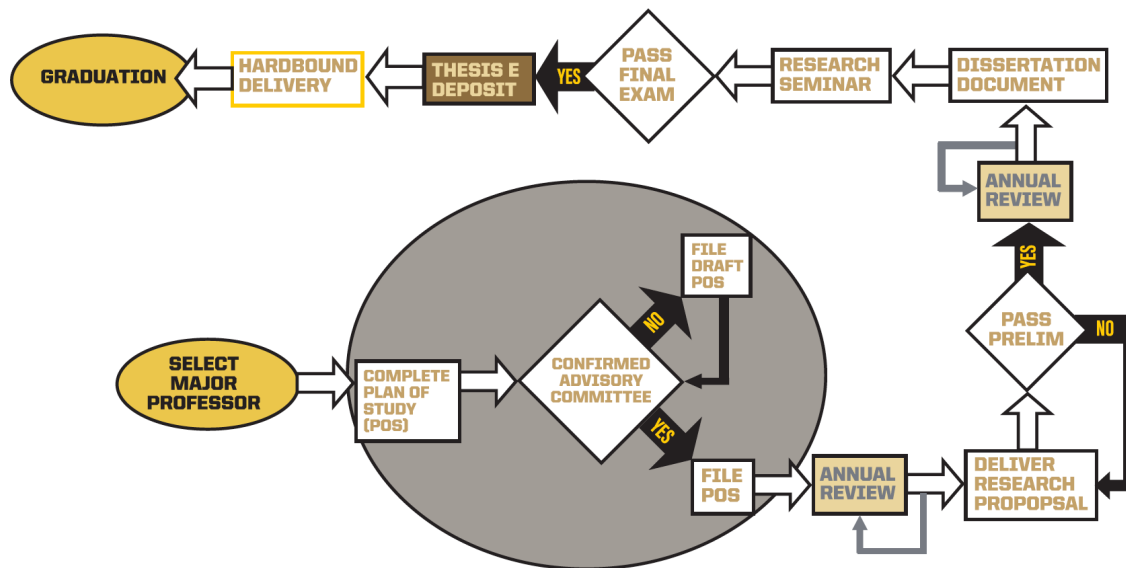 GRADUATION
HARDBOUND
DELIVERY
THESIS E
DEPOSIT
YES
PASS
FINAL
EXAM
RESEARCH
SEMINAR
DISSERTATION
DOCUMENT
ANNUAL
REVIEW
YES
PASS
PRELIM
NO
FILE
DRAFT
POS
NO
SELECT
MAJOR
PROFESSOR
COMPLETE
PLAN OF
STUDY
(POS)
CONFIRMED
ADVISORY
COMMITTEE
YES
FILE
POS
ANNUAL
REVIEW
DELIVER
RESEARCH
PROPOPSAL